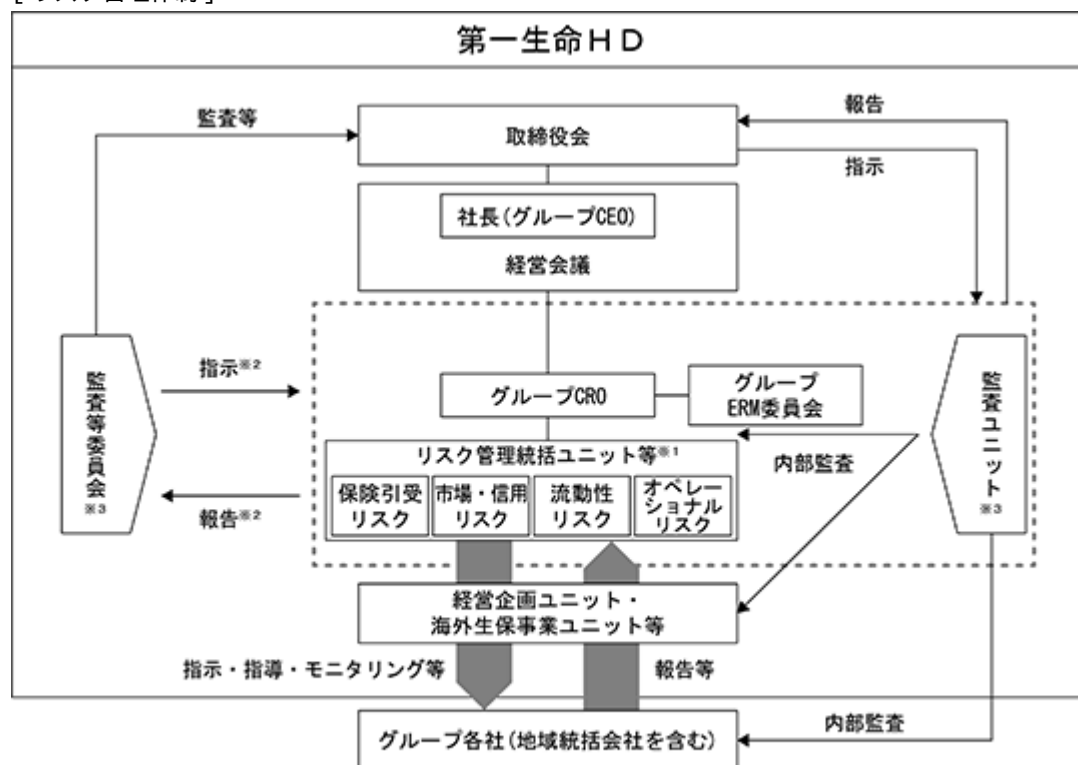 第一生命ＨＤ
監査等
取締役会
報告
指示
社長(グループCEO)
経営会議
監査等委員会※3
指示※2
報告※2
グループCRO
グループ
ERM委員会
監査ユニット※3
内部監査
リスク管理統括ユニット等※1
保険引受
リスク
市場・信用
リスク
流動性
リスク
オペレー
ショナル
リスク
経営企画ユニット・
海外生保事業ユニット等
指示・指導・モニタリング等
報告等
内部監査
グループ各社(地域統括会社を含む)